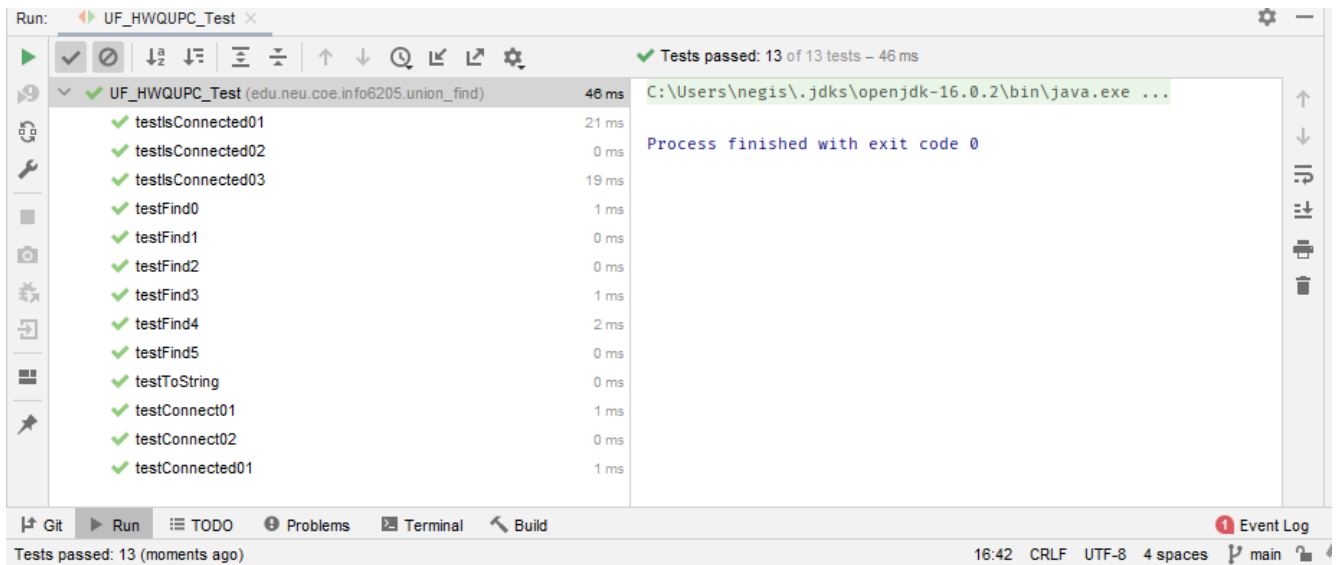 Run: UF_HWQUPC_Test
Tests passed: 13 of 13 tests – 46 ms
UF_HWQUPC_Test (edu.neu.coe.info6205.union_find) 46 ms
testIsConnected01 21 ms
testIsConnected02 0 ms
testIsConnected03 19 ms
testFind0 1 ms
testFind1 0 ms
testFind2 0 ms
testFind3 1 ms
testFind4 2 ms
testFind5 0 ms
testToString 0 ms
testConnect01 1 ms
testConnect02 0 ms
testConnected01 1 ms
C:\Users\negis\.jdks\openjdk-16.0.2\bin\java.exe ...
Process finished with exit code 0
Git Run TODO Problems Terminal Build 1 Event Log
Tests passed: 13 (moments ago) 16:42 CRLF UTF-8 4 spaces main